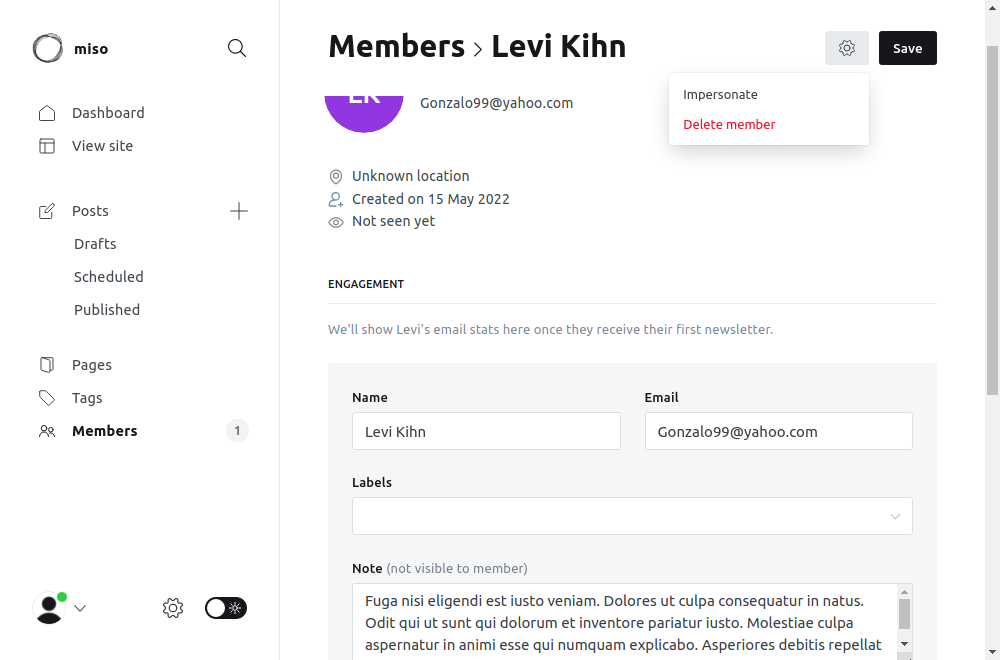 miso
Dashboard
View site
Posts
Drafts
Scheduled
Published
Pages
Tags
Members 1
Members > Levi Kihn
Save
Impersonate
Delete member
LK
Gonzalo99@yahoo.com
Unknown location
Created on 15 May 2022
Not seen yet
ENGAGEMENT
We'll show Levi's email stats here once they receive their first newsletter.
Name
Email
Levi Kihn
Gonzalo99@yahoo.com
Labels
Note (not visible to member)
Fuga nisi eligendi est iusto veniam. Dolores ut culpa consequatur in natus.
Odit qui ut sunt qui dolorum et inventore pariatur iusto. Molestiae culpa
aspernatur in animi esse qui numquam explicabo. Asperiores debitis repellat